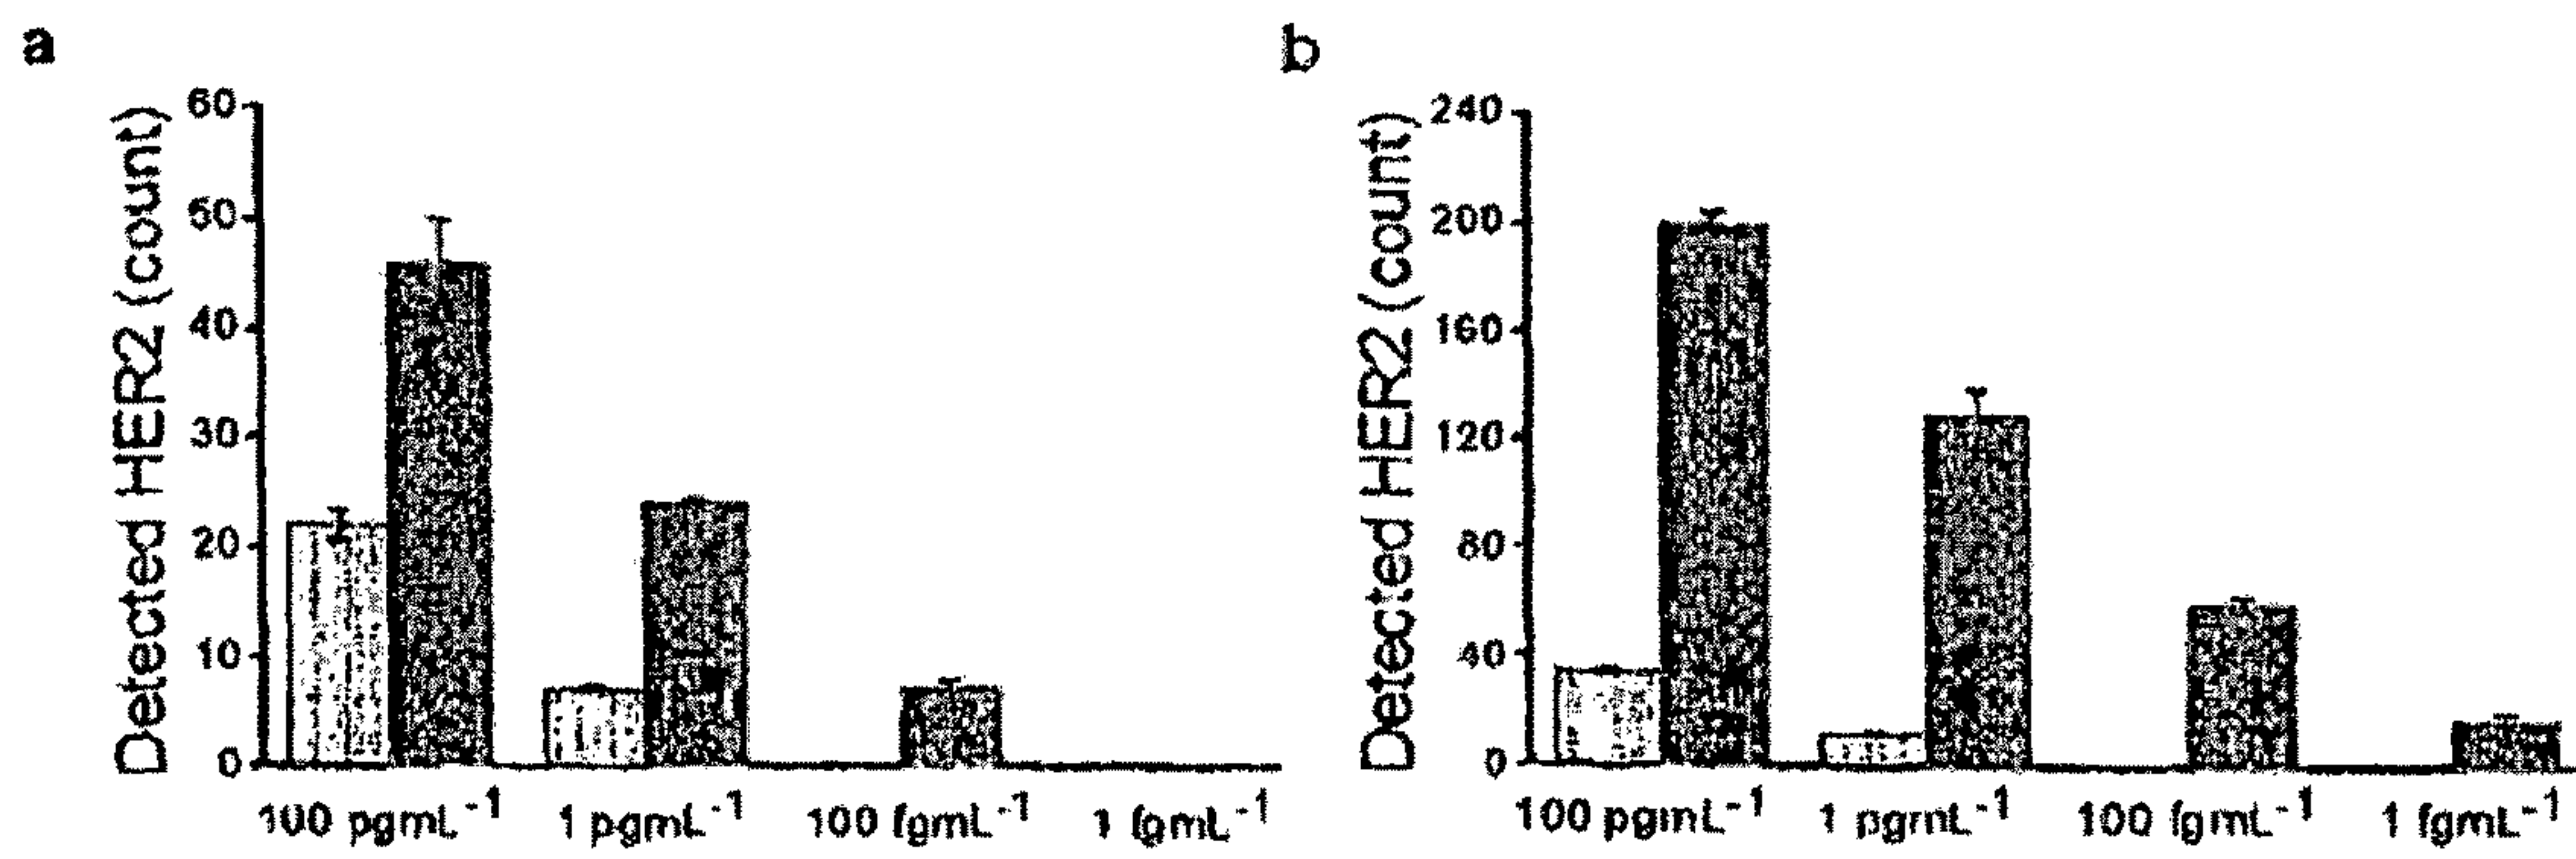 a
Detected HER2 (count)
60
50
40
30
20
10
0
100 pgmL⁻¹
1 pgmL⁻¹
100 fgmL⁻¹
1 fgmL⁻¹
b
Detected HER2 (count)
240
200
160
120
80
40
0
100 pgmL⁻¹
1 pgmL⁻¹
100 fgmL⁻¹
1 fgmL⁻¹